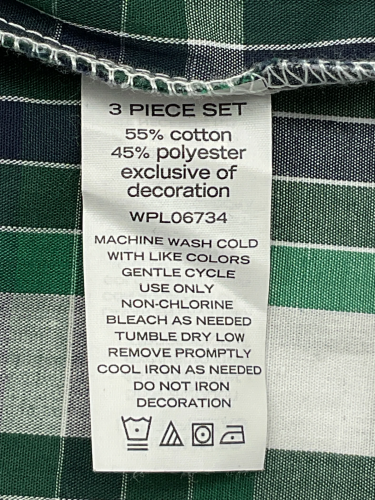 3 PIECE SET
55% cotton
45% polyester
exclusive of
decoration
WPL06734
MACHINE WASH COLD
WITH LIKE COLORS
GENTLE CYCLE
USE ONLY
NON-CHLORINE
BLEACH AS NEEDED
TUMBLE DRY LOW
REMOVE PROMPTLY
COOL IRON AS NEEDED
DO NOT IRON
DECORATION